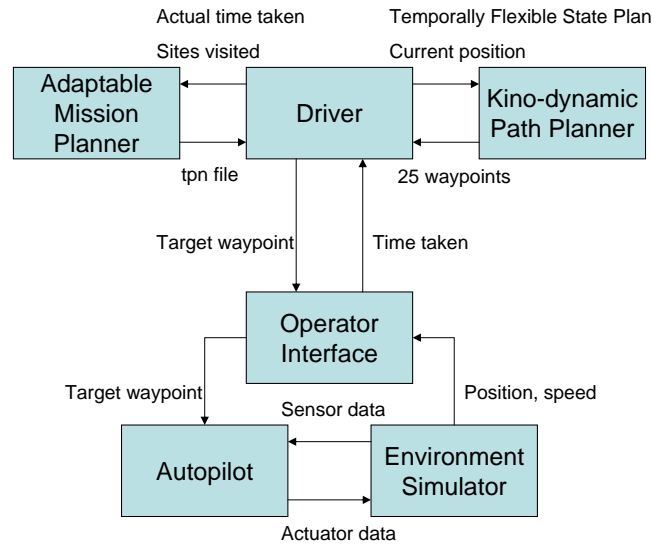 Actual time taken
Temporally Flexible State Plan
Sites visited
Current position
Adaptable
Mission
Planner
Driver
Kino-dynamic
Path Planner
tpn file
25 waypoints
Target waypoint
Time taken
Operator
Interface
Target waypoint
Position, speed
Sensor data
Autopilot
Environment
Simulator
Actuator data